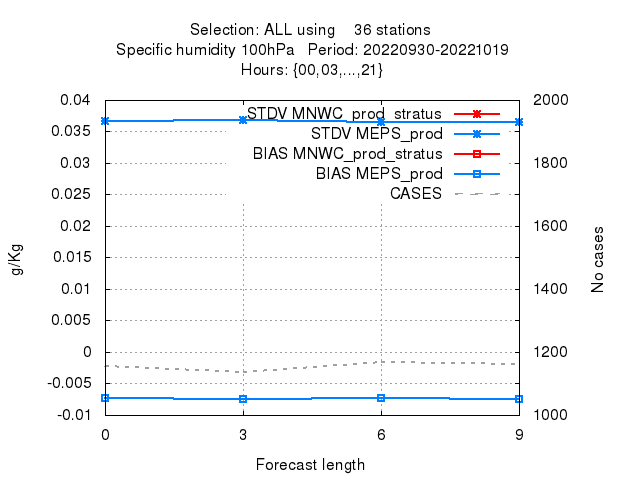 Selection: ALL using 36 stations
Specific humidity 100hPa Period: 20220930-20221019
Hours: {00,03,...,21}
0.04
0.035
0.03
0.025
0.02
0.015
0.01
0.005
0
-0.005
-0.01
g/Kg
STDV MNWC_prod_stratus
STDV MEPS_prod
BIAS MNWC_prod_stratus
BIAS MEPS_prod
CASES
2000
1800
1600
1400
1200
1000
No cases
0 3 6 9
Forecast length